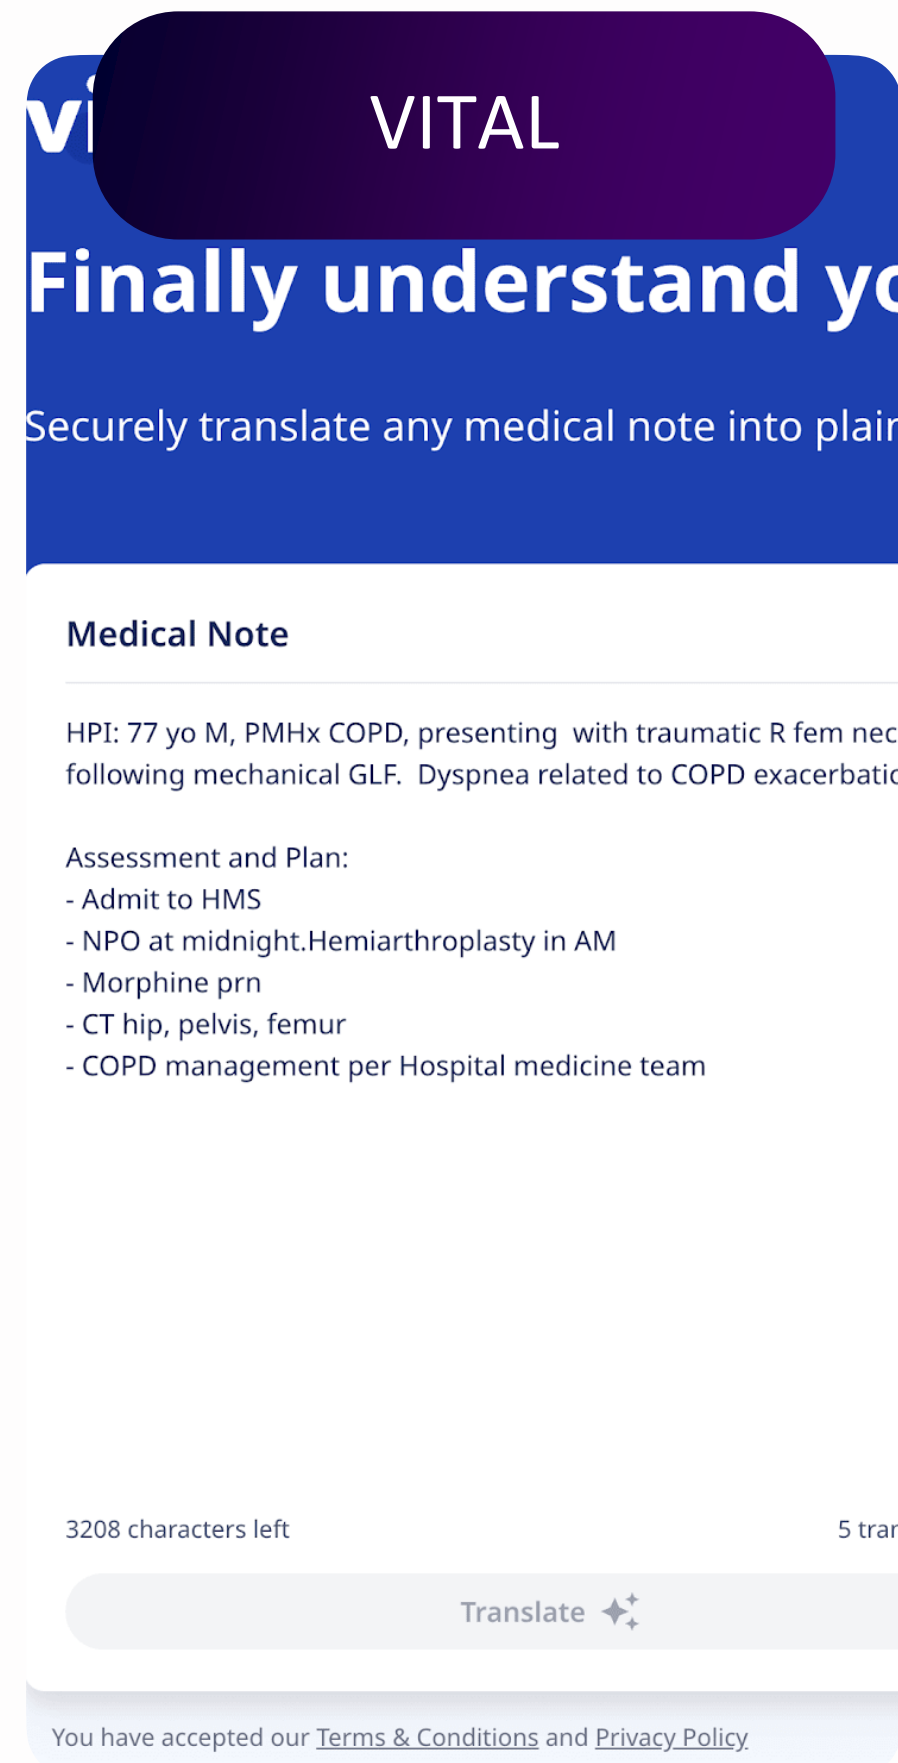 VITAL
vi
Finally understand yo
Securely translate any medical note into plain
Medical Note
HPI: 77 yo M, PMHx COPD, presenting  with traumatic R fem nec
following mechanical GLF.  Dyspnea related to COPD exacerbatio
Assessment and Plan:
- Admit to HMS
- NPO at midnight.Hemiarthroplasty in AM
- Morphine prn
- CT hip, pelvis, femur
- COPD management per Hospital medicine team
3208 characters left
5 tran
Translate
You have accepted our Terms & Conditions and Privacy Policy